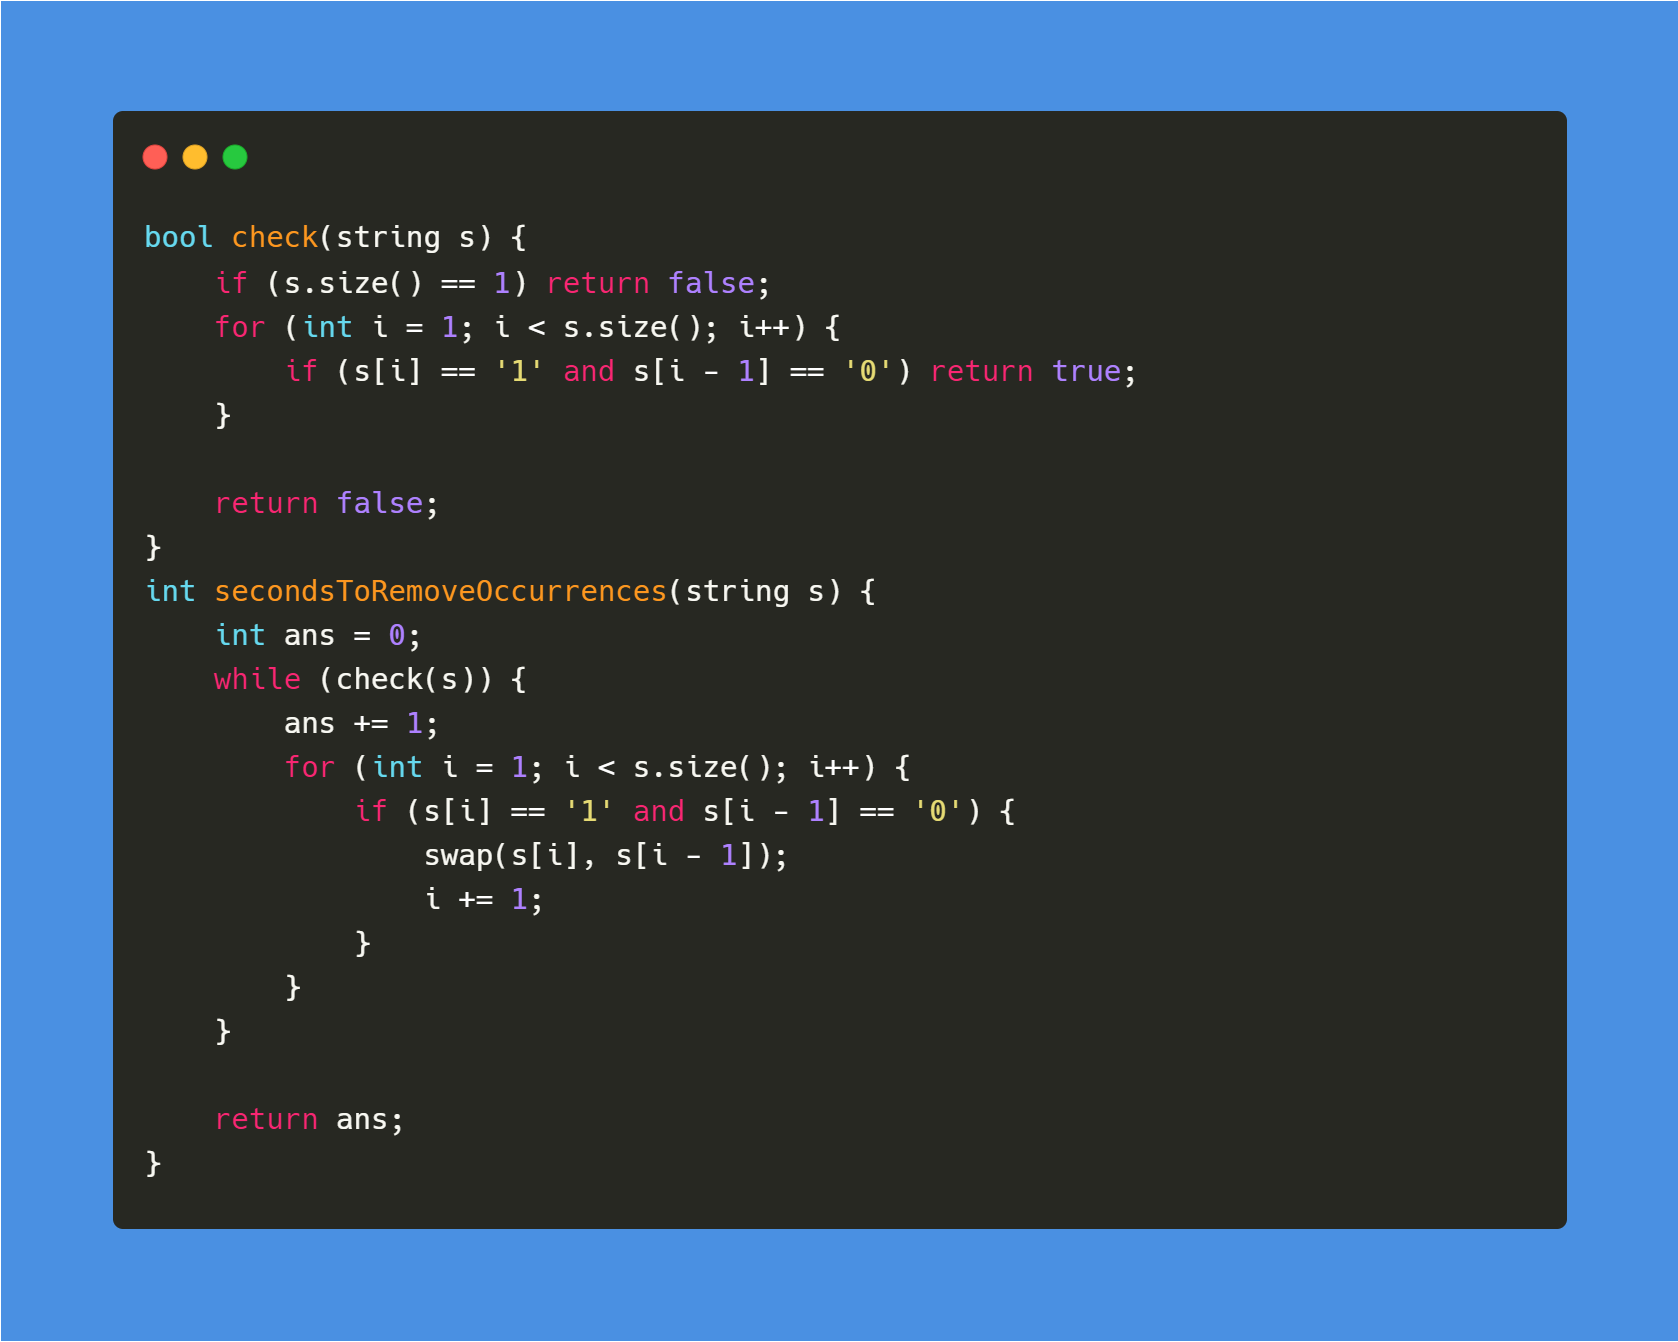 bool check(string s) {
    if (s.size() == 1) return false;
    for (int i = 1; i < s.size(); i++) {
        if (s[i] == '1' and s[i - 1] == '0') return true;
    }

    return false;
}
int secondsToRemoveOccurrences(string s) {
    int ans = 0;
    while (check(s)) {
        ans += 1;
        for (int i = 1; i < s.size(); i++) {
            if (s[i] == '1' and s[i - 1] == '0') {
                swap(s[i], s[i - 1]);
                i += 1;
            }
        }
    }

    return ans;
}